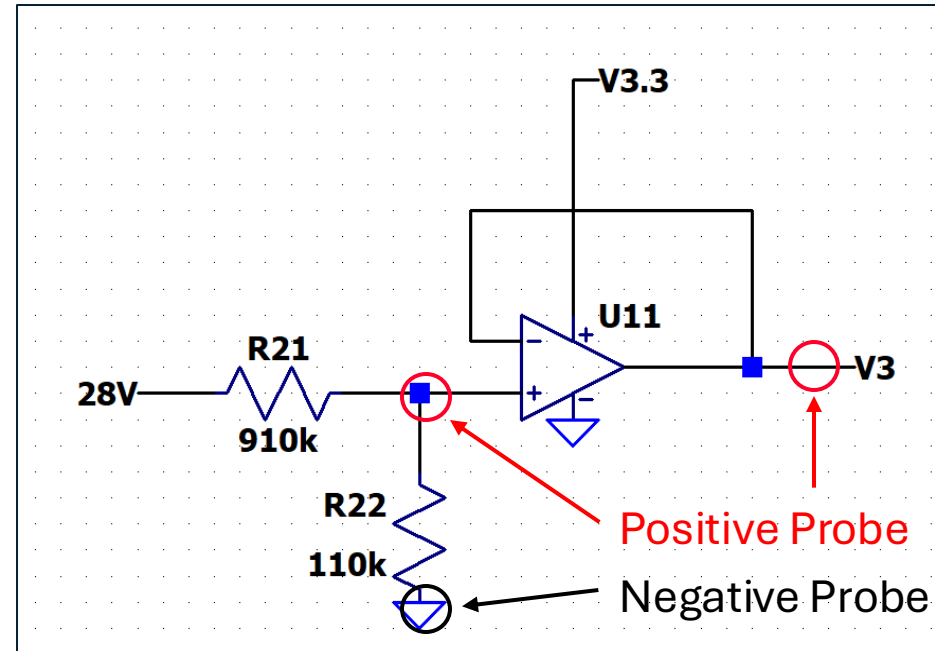 V3.3
U11
R21
V3
28V
910k
R22
Positive Probe
110k
Negative Probe